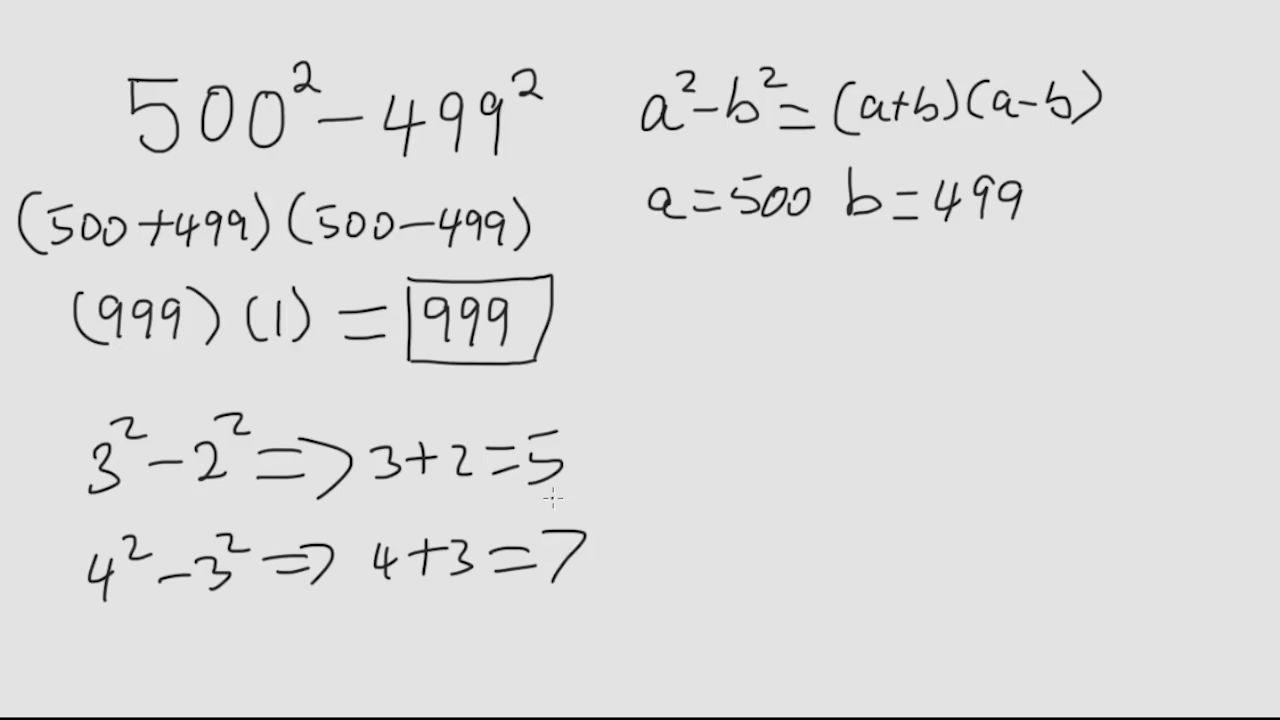 500² - 499²
(500+499)(500-499)
(999)(1) = 999
3² - 2² => 3+2=5
4² - 3² => 4+3=7
a² - b² = (a+b)(a-b)
a=500 b=499